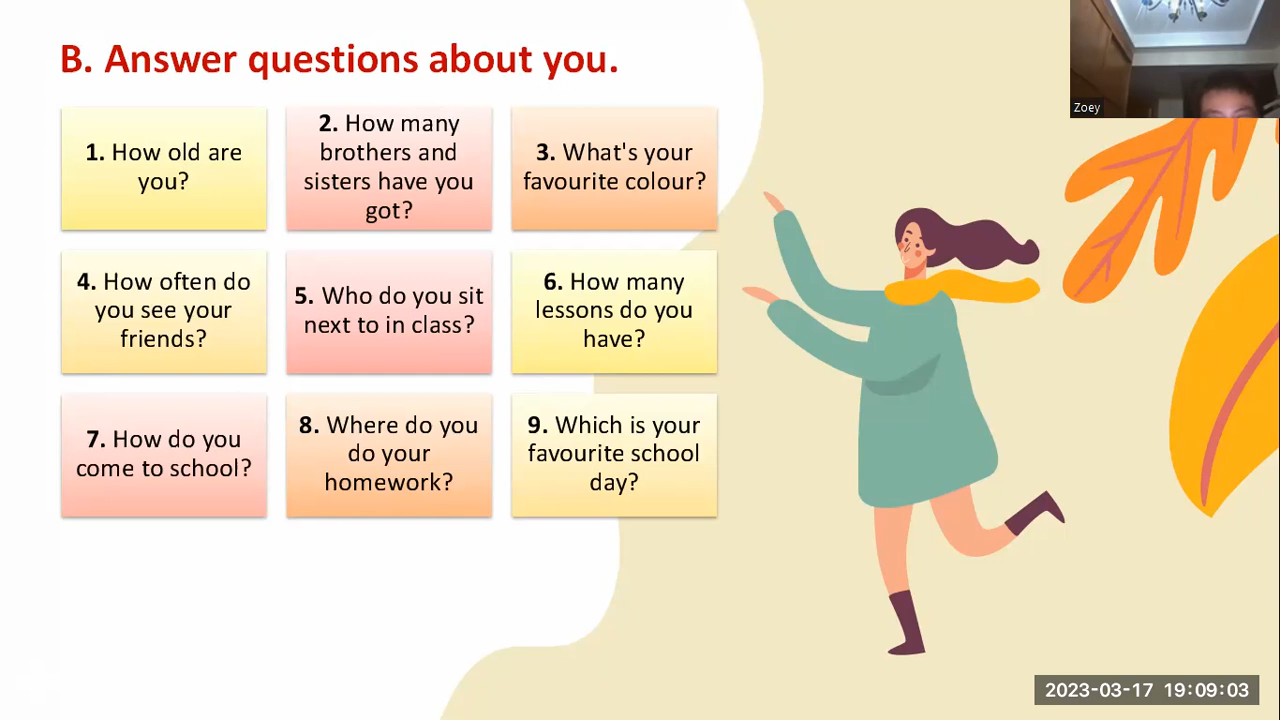 B. Answer questions about you.
Zoey
1. How old are
you?
2. How many
brothers and
sisters have you
got?
3. What's your
favourite colour?
4. How often do
you see your
friends?
5. Who do you sit
next to in class?
6. How many
lessons do you
have?
7. How do you
come to school?
8. Where do you
do your
homework?
9. Which is your
favourite school
day?
2023-03-17 19:09:03